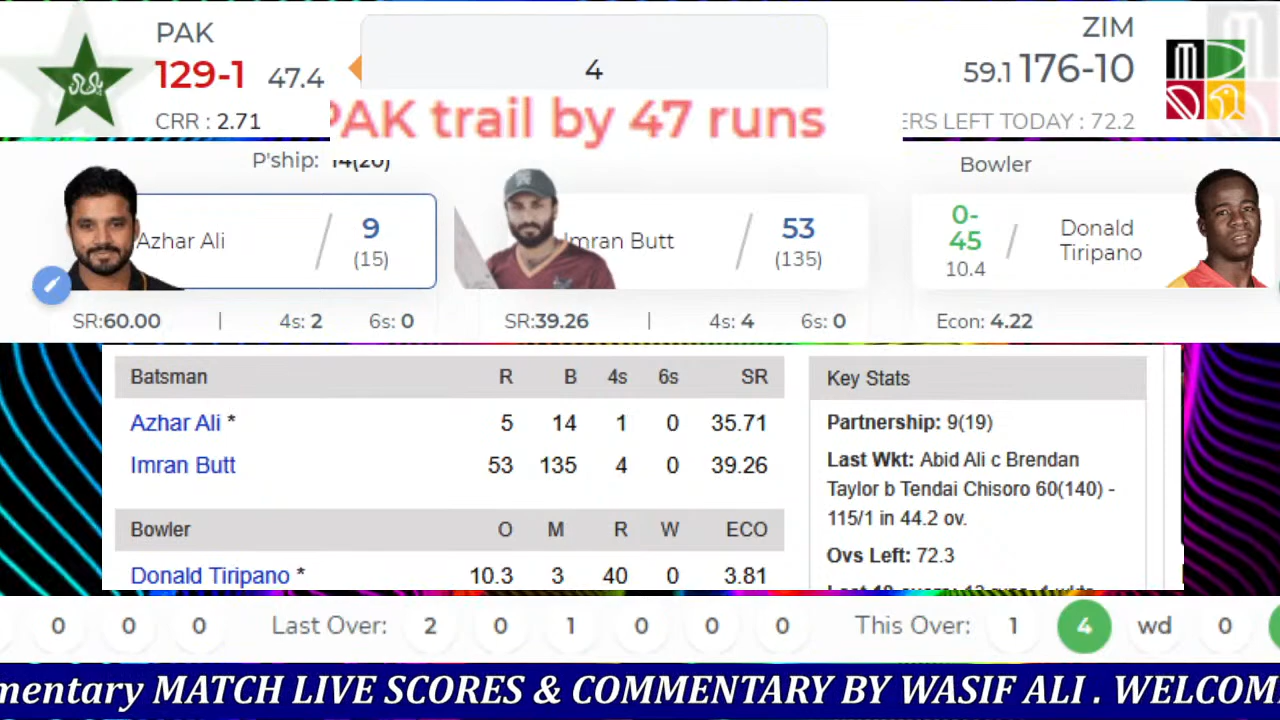 PAK
129-1 47.4
CRR : 2.71
4
PAK trail by 47 runs
ZIM
59.1 176-10
ERS LEFT TODAY : 72.2
P'ship: 14(20)
Azhar Ali / 9
(15)
SR:60.00 | 4s: 2 6s: 0
Imran Butt / 53
(135)
SR:39.26 | 4s: 4 6s: 0
Bowler
0-
45
10.4 / Donald
Tiripano
Econ: 4.22
Batsman R B 4s 6s SR
Azhar Ali * 5 14 1 0 35.71
Imran Butt 53 135 4 0 39.26
Bowler O M R W ECO
Donald Tiripano * 10.3 3 40 0 3.81
Key Stats
Partnership: 9(19)
Last Wkt: Abid Ali c Brendan
Taylor b Tendai Chisoro 60(140) -
115/1 in 44.2 ov.
Ovs Left: 72.3
0 0 0 Last Over: 2 0 1 0 0 0 This Over: 1 4 wd 0
mentary MATCH LIVE SCORES & COMMENTARY BY WASIF ALI . WELCOM